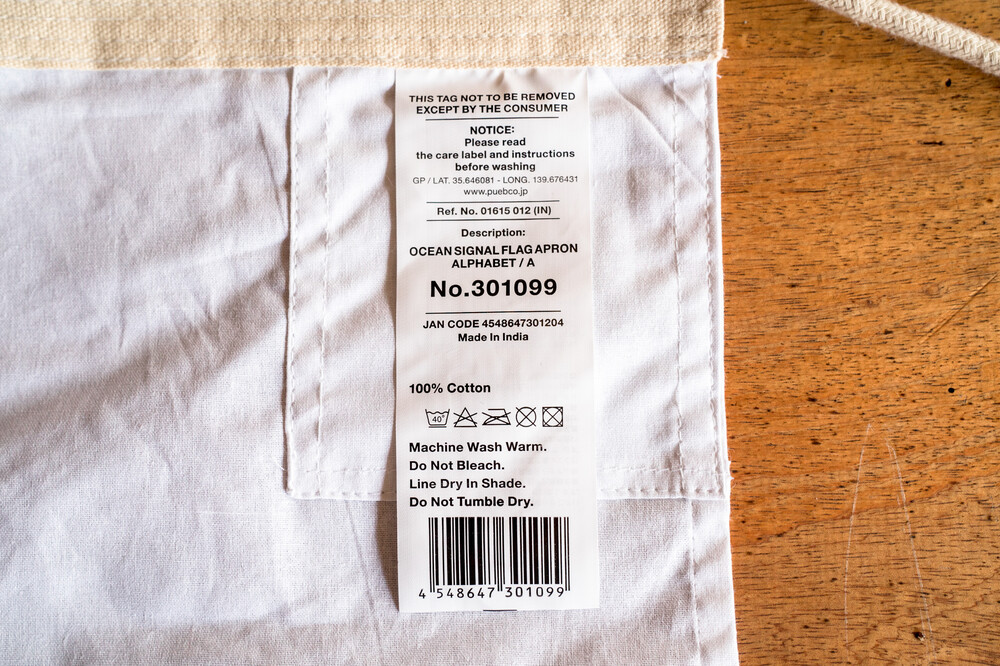 THIS TAG NOT TO BE REMOVED
EXCEPT BY THE CONSUMER
NOTICE:
Please read
the care label and instructions
before washing
GP / LAT. 35.646081 - LONG. 139.676431
www.puebco.jp
Ref. No. 01615 012 (IN)
Description:
OCEAN SIGNAL FLAG APRON
ALPHABET / A
No.301099
JAN CODE 4548647301204
Made In India
100% Cotton
40°
Machine Wash Warm.
Do Not Bleach.
Line Dry In Shade.
Do Not Tumble Dry.
4 548647 301099